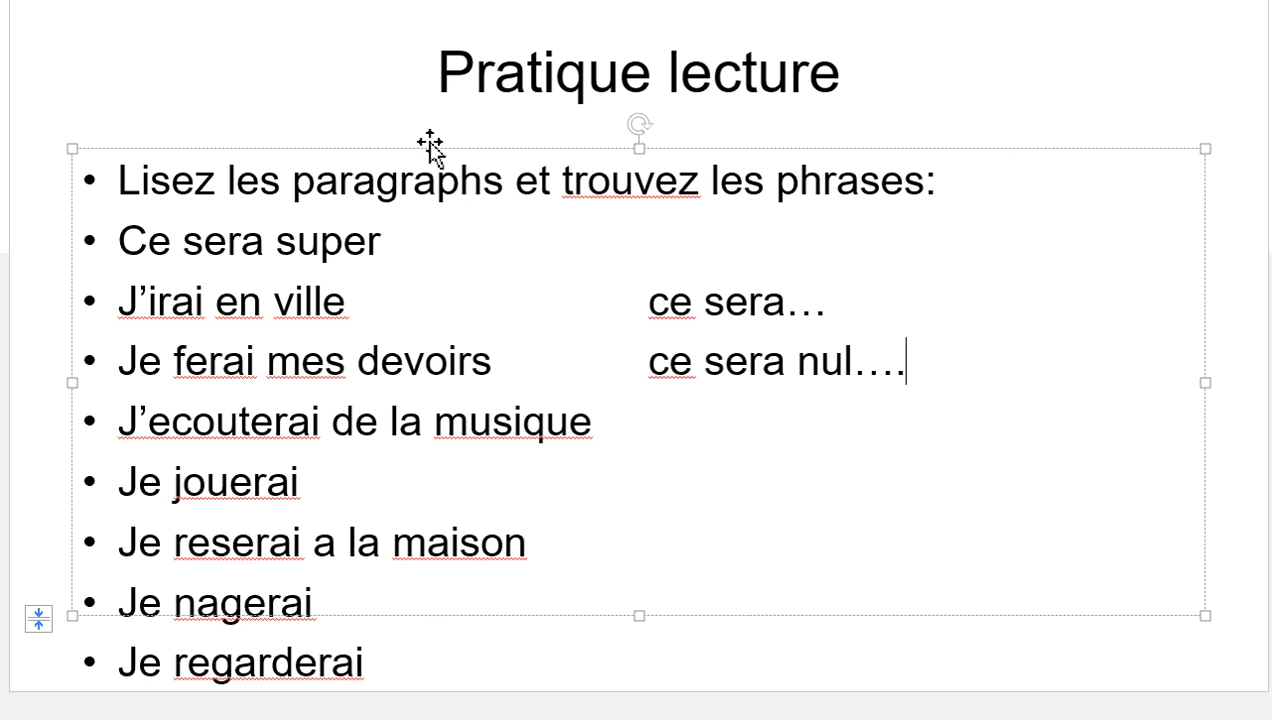 Pratique lecture
• Lisez les paragraphs et trouvez les phrases:
• Ce sera super
• J’irai en ville ce sera…
• Je ferai mes devoirs ce sera nul….
• J’ecouterai de la musique
• Je jouerai
• Je reserai a la maison
• Je nagerai
• Je regarderai